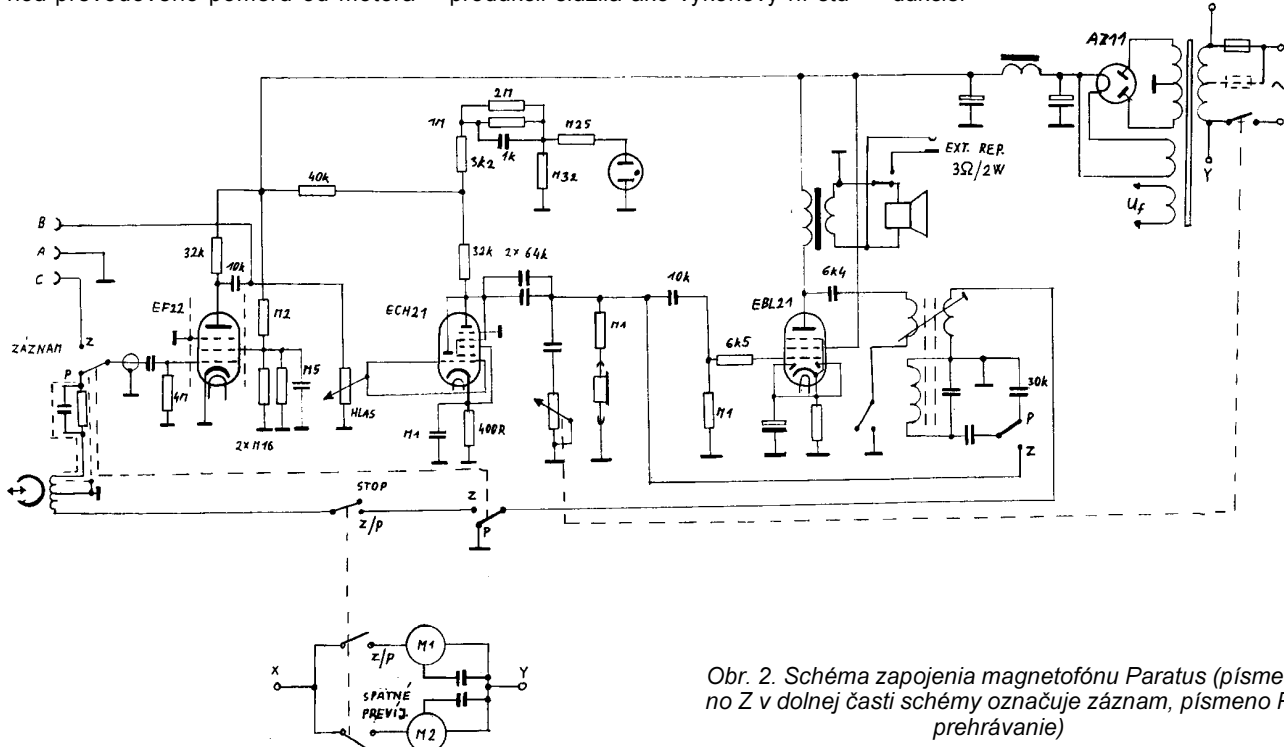 AZ11
2M
1M
M25
1k
3k2
M32
EXT. REP.
3Ω/2W
Y
Uf
40k
B
A
C
32k
10k
32k
2× 64k
10k
6k4
EF22
ECH21
EBL21
M2
M1
Z
ZÁZNAM
P
6k5
4M
M5
30k
P
HLAS
M1
M1
400R
Z
2×M16
STOP
Z
Z/P
P
M1
Z/P
X
Y
SPÄTNÉ
PREVÍJ.
M2
Obr. 2. Schéma zapojenia magnetofónu Paratus (písme-
no Z v dolnej časti schémy označuje záznam, písmeno P
prehrávanie)